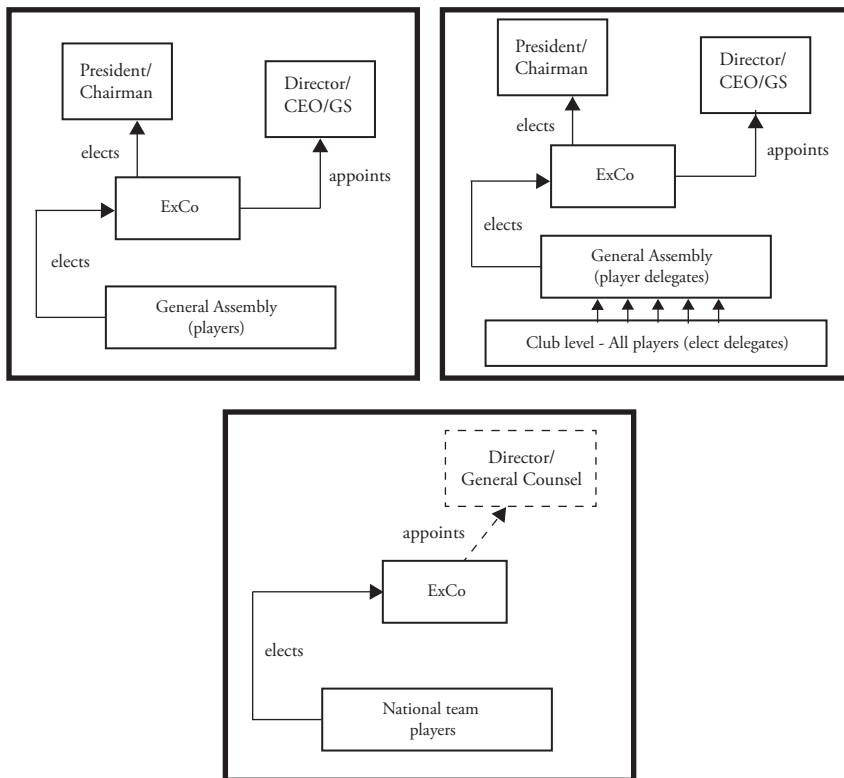 President/
Chairman
Director/
CEO/GS
elects
appoints
ExCo
elects
General Assembly
(players)
President/
Chairman
Director/
CEO/GS
elects
appoints
ExCo
elects
General Assembly
(player delegates)
Club level - All players (elect delegates)
Director/
General Counsel
appoints
ExCo
elects
National team
players